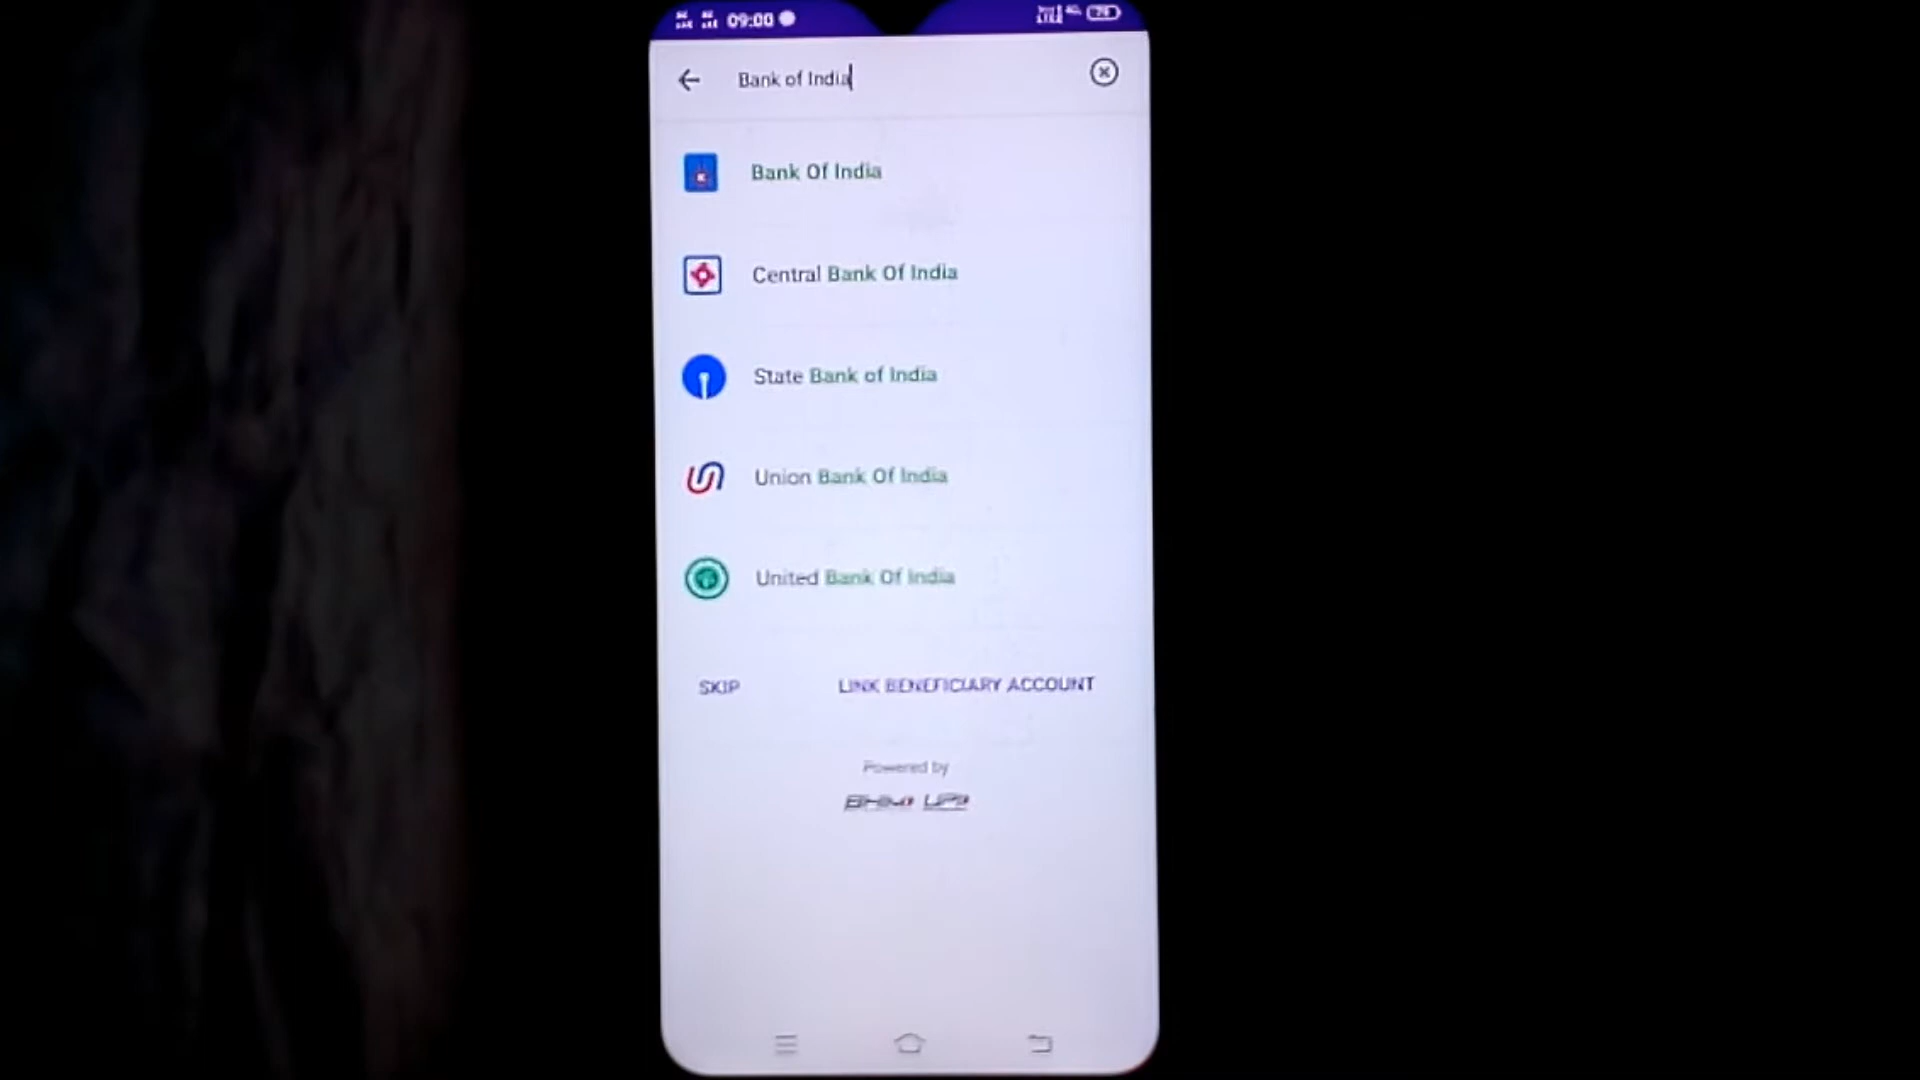 09:00
Bank of India
Bank Of India
Central Bank Of India
State Bank of India
Union Bank Of India
United Bank Of India
SKIP
LINK BENEFICIARY ACCOUNT
Powered by
BHIM UPI